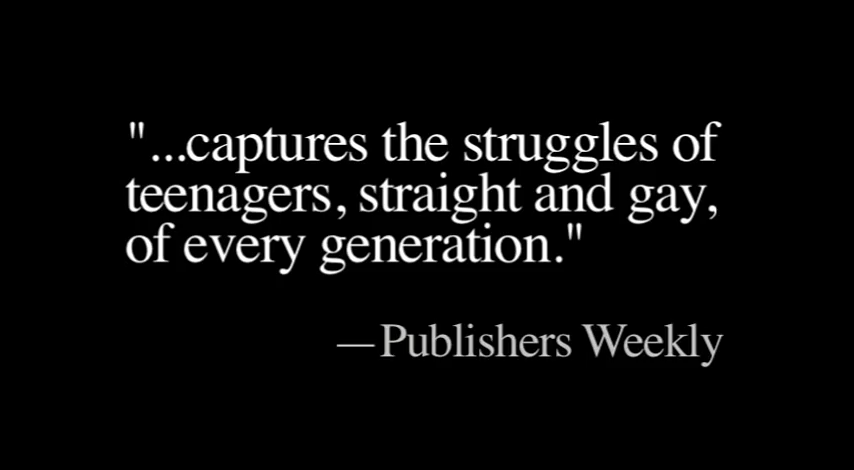 "...captures the struggles of
teenagers, straight and gay,
of every generation."
—Publishers Weekly